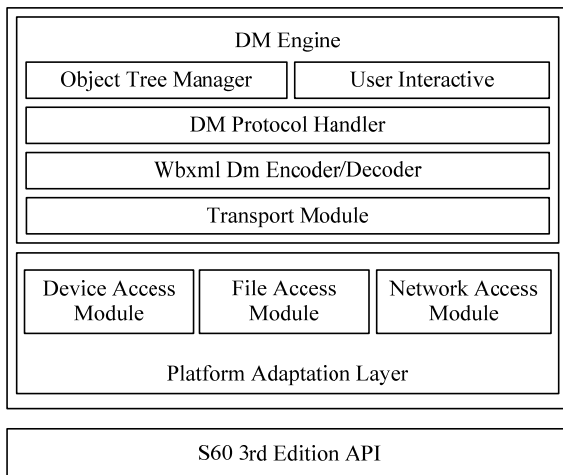 DM Engine
Object Tree Manager
User Interactive
DM Protocol Handler
Wbxml Dm Encoder/Decoder
Transport Module
Device Access
Module
File Access
Module
Network Access
Module
Platform Adaptation Layer
S60 3rd Edition API